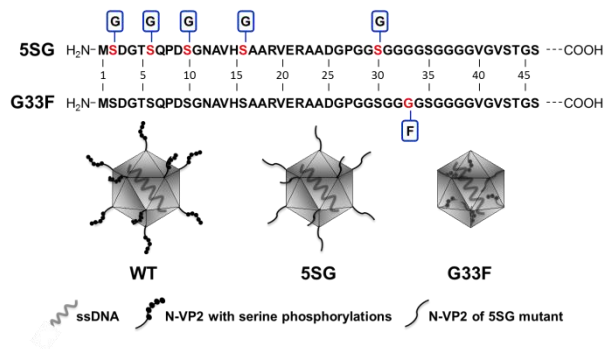 G G G G G
5SG H₂N–MSDGTSQPDSGNAVHSAARVERAADGPGGSGGGGSGGGGVGVSTGS ---COOH
1 5 10 15 20 25 30 35 40 45
G33F H₂N–MSDGTSQPDSGNAVHSAARVERAADGPGGSGGGGSGGGGVGVSTGS ---COOH
F
WT 5SG G33F
ssDNA N-VP2 with serine phosphorylations N-VP2 of 5SG mutant